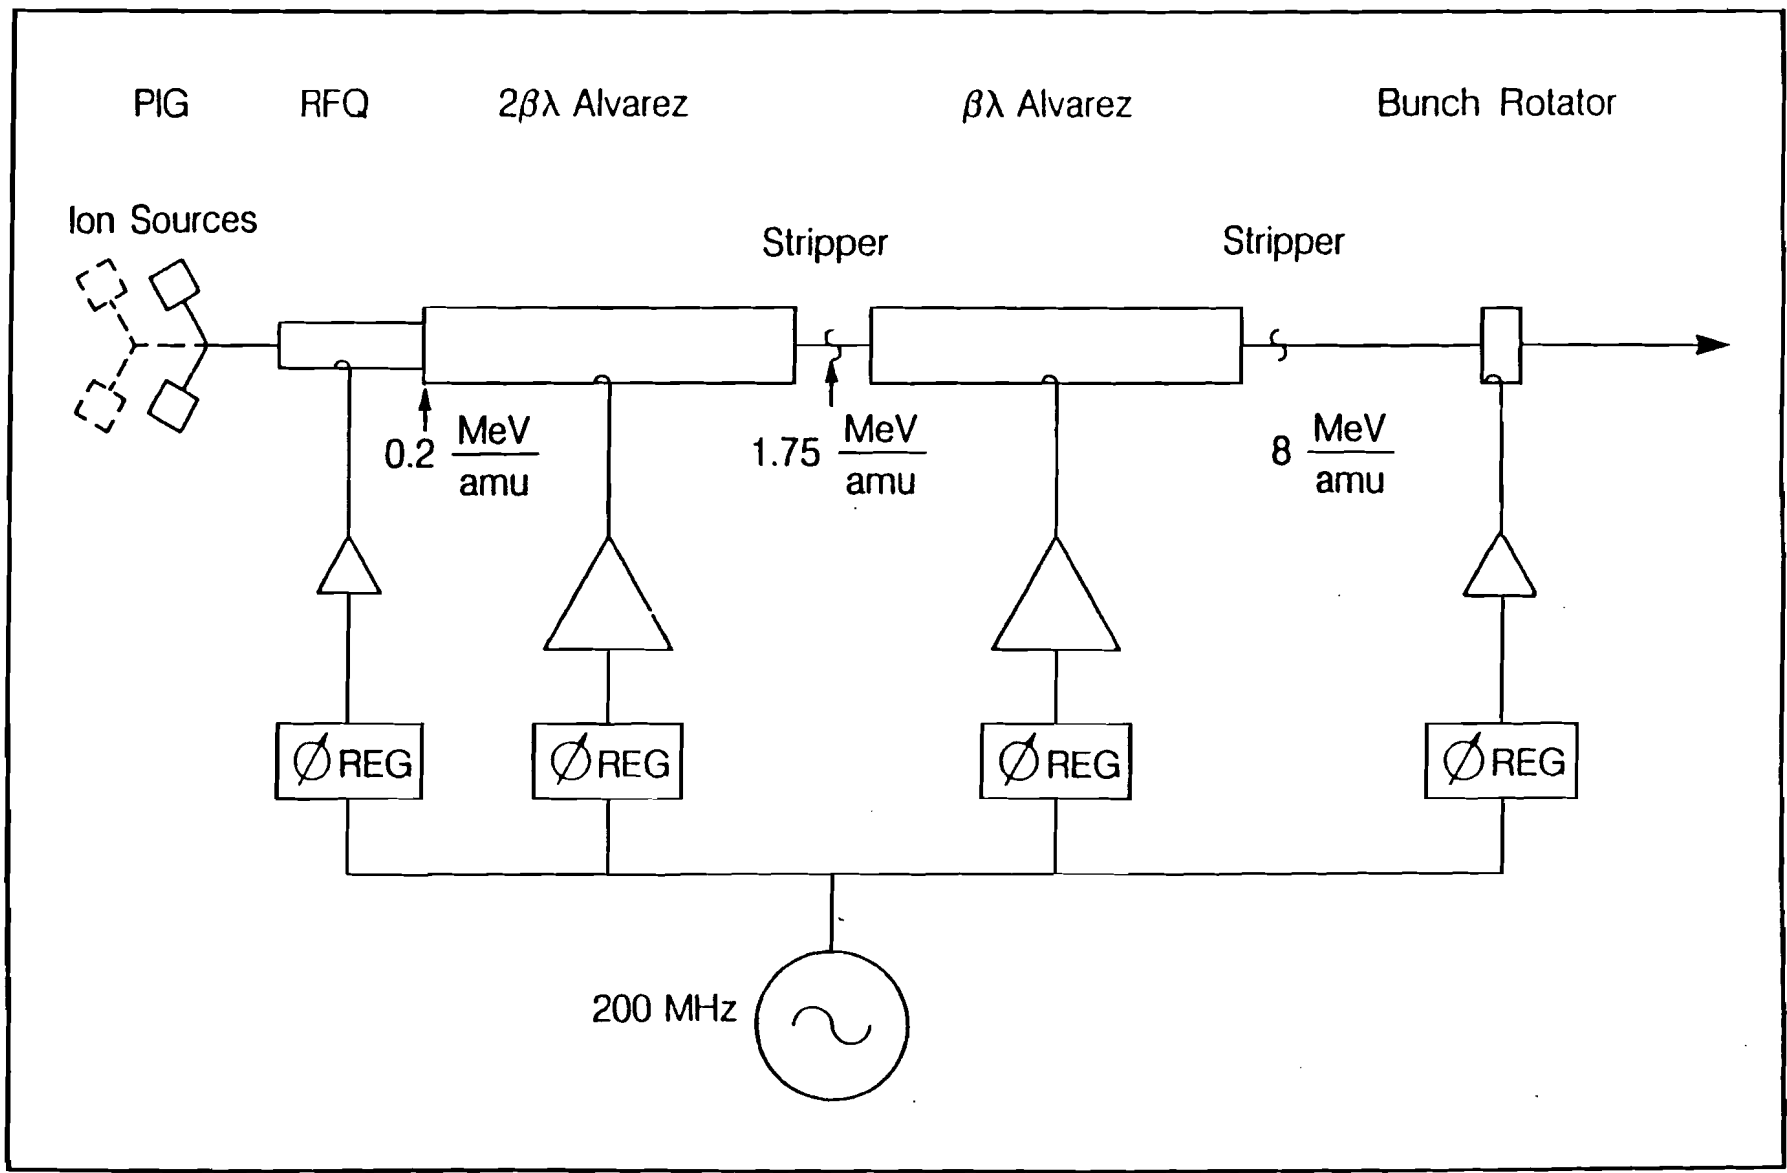 PIG RFQ 2βλ Alvarez βλ Alvarez Bunch Rotator
Ion Sources
Stripper Stripper
0.2 MeV/amu 1.75 MeV/amu 8 MeV/amu
Ø REG Ø REG Ø REG Ø REG
200 MHz